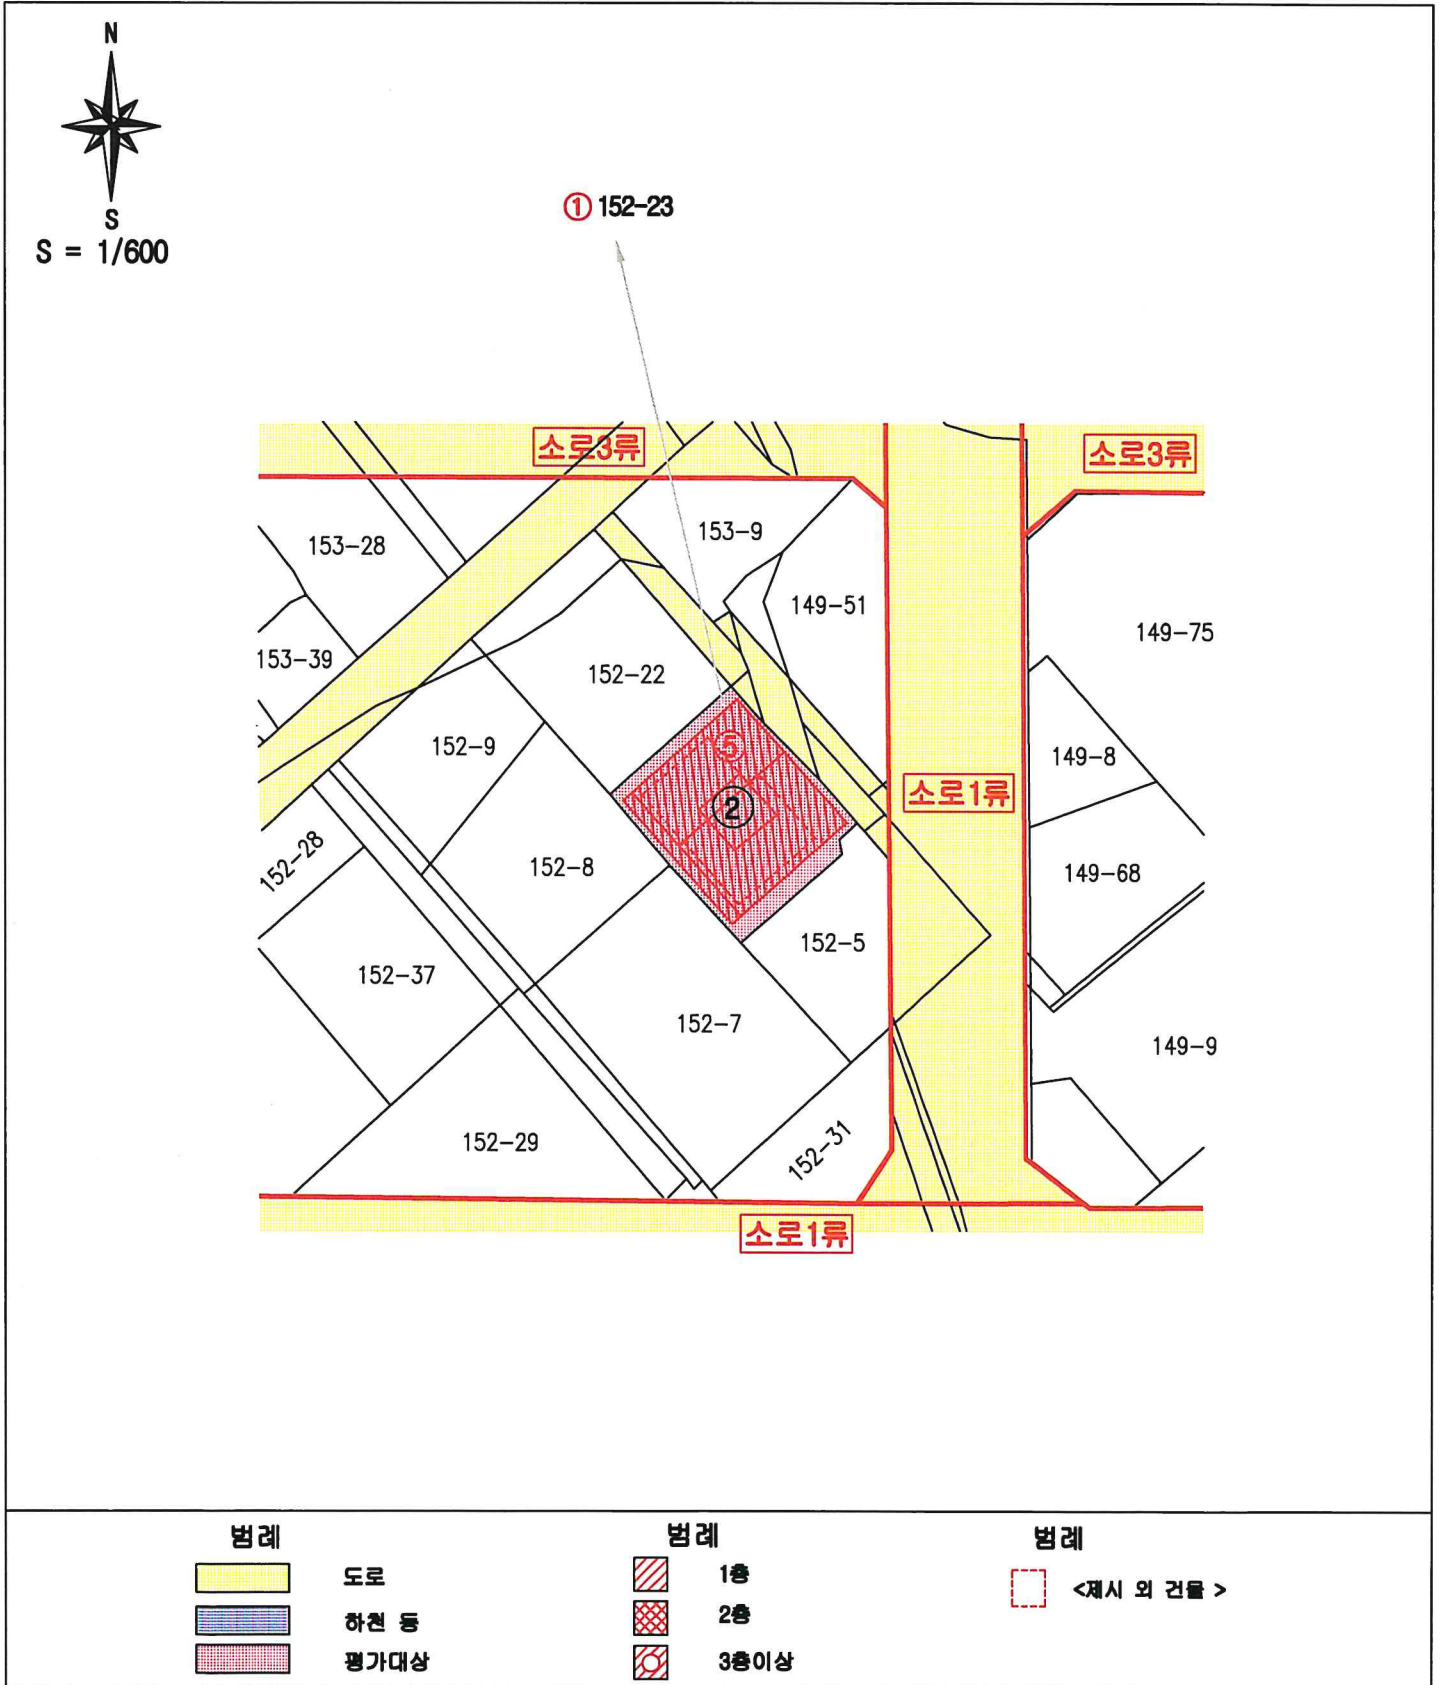 N
S
S = 1/600
① 152-23
소로3류
소로3류
153-28
153-9
149-51
149-75
153-39
152-22
152-9
149-8
⑤
②
소로1류
152-28
152-8
149-68
152-37
152-5
152-7
149-9
152-29
152-31
소로1류
범례
도로
하천 등
평가대상
범례
1층
2층
3층이상
범례
<제시 외 건물 >